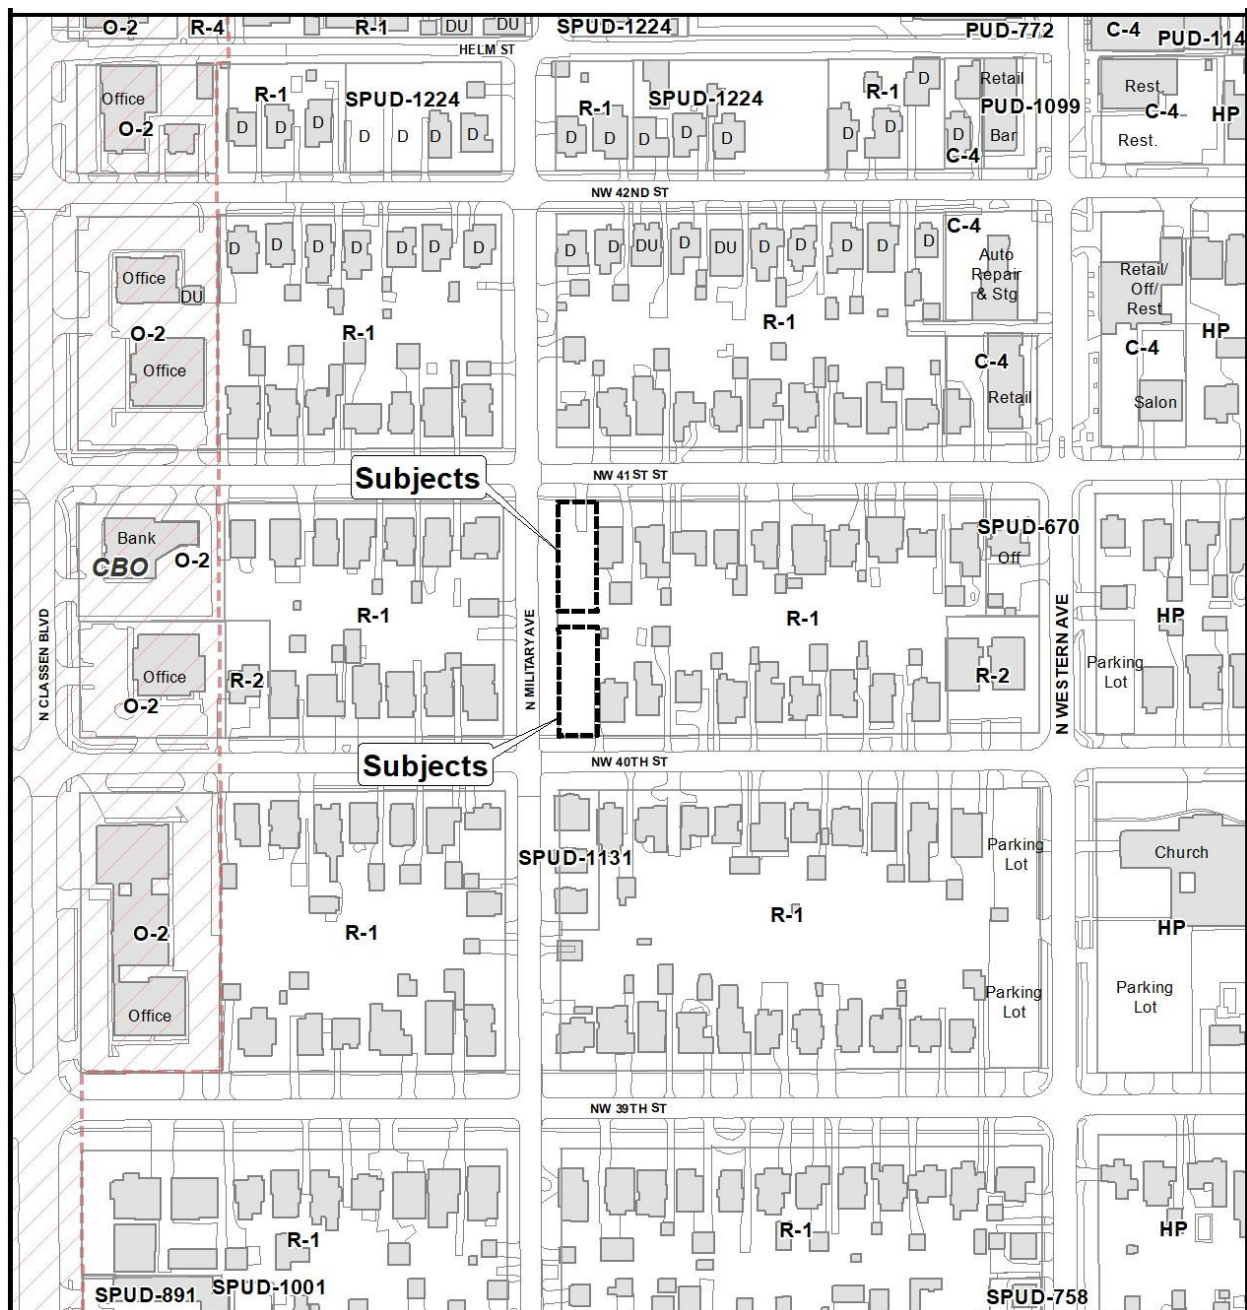 O-2
R-4
R-1
DU
DU
SPUD-1224
PUD-772
C-4
PUD-114
HELM ST
Office
O-2
R-1
SPUD-1224
D
D
D
D
D
D
D
R-1
SPUD-1224
D
D
D
D
D
R-1
D
D
D
D
C-4
Retail
PUD-1099
Bar
Rest.
C-4
Rest.
HP
NW 42ND ST
Office
DU
O-2
Office
D
D
D
D
D
D
D
R-1
D
D
DU
D
DU
D
D
D
D
D
R-1
C-4
Auto
Repair
& Stg
C-4
Retail
Retail/
Off/
Rest
C-4
Salon
HP
Subjects
NW 41ST ST
Bank
CBO
O-2
R-1
SPUD-670
Off
R-1
HP
N CLASSEN BLVD
N MILITARY AVE
N WESTERN AVE
Office
O-2
R-2
R-2
Parking
Lot
Subjects
NW 40TH ST
SPUD-1131
Parking
Lot
Church
O-2
R-1
R-1
HP
Office
Parking
Lot
Parking
Lot
NW 39TH ST
R-1
R-1
HP
SPUD-891
SPUD-1001
SPUD-758